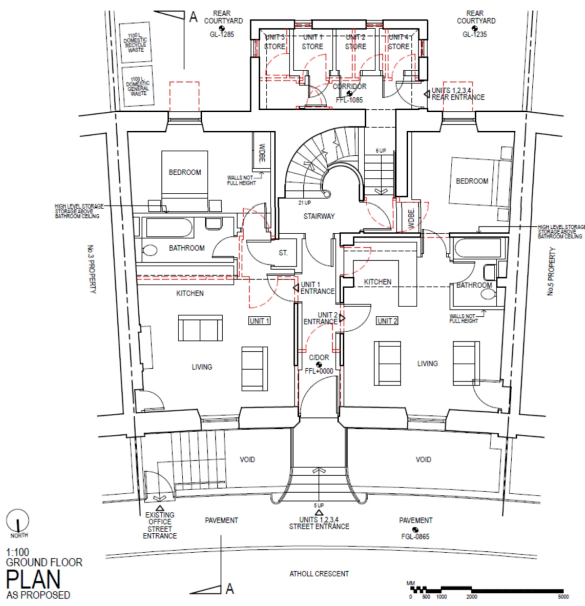 A
REAR
COURTYARD
GL-1285
REAR
COURTYARD
GL-1235
1100 L
DOMESTIC
RECYCLE
WASTE
1100 L
DOMESTIC
GENERAL
WASTE
UNIT 3
STORE
UNIT 1
STORE
UNIT 2
STORE
UNIT 4
STORE
CORRIDOR
FFL-1085
UNITS 1,2,3,4
REAR ENTRANCE
WDBE.
WALLS NOT
FULL HEIGHT
BEDROOM
6 UP
BEDROOM
21 UP
STAIRWAY
WDBE.
HIGH LEVEL STORAGE
STORAGE ABOVE
BATHROOM CEILING
HIGH LEVEL STORAGE
STORAGE ABOVE
BATHROOM CEILING
BATHROOM
ST.
No.3 PROPERTY
No.5 PROPERTY
KITCHEN
UNIT 1
ENTRANCE
KITCHEN
BATHROOM
WALLS NOT
FULL HEIGHT
UNIT 1
UNIT 2
ENTRANCE
UNIT 2
LIVING
C/DOR
FFL+0000
LIVING
VOID
VOID
5 UP
EXISTING
OFFICE
STREET
ENTRANCE
PAVEMENT
UNITS 1,2,3,4
STREET ENTRANCE
PAVEMENT
FGL-0865
NORTH
1:100
GROUND FLOOR
PLAN
AS PROPOSED
ATHOLL CRESCENT
A
MM
0 500 1000 2000 5000